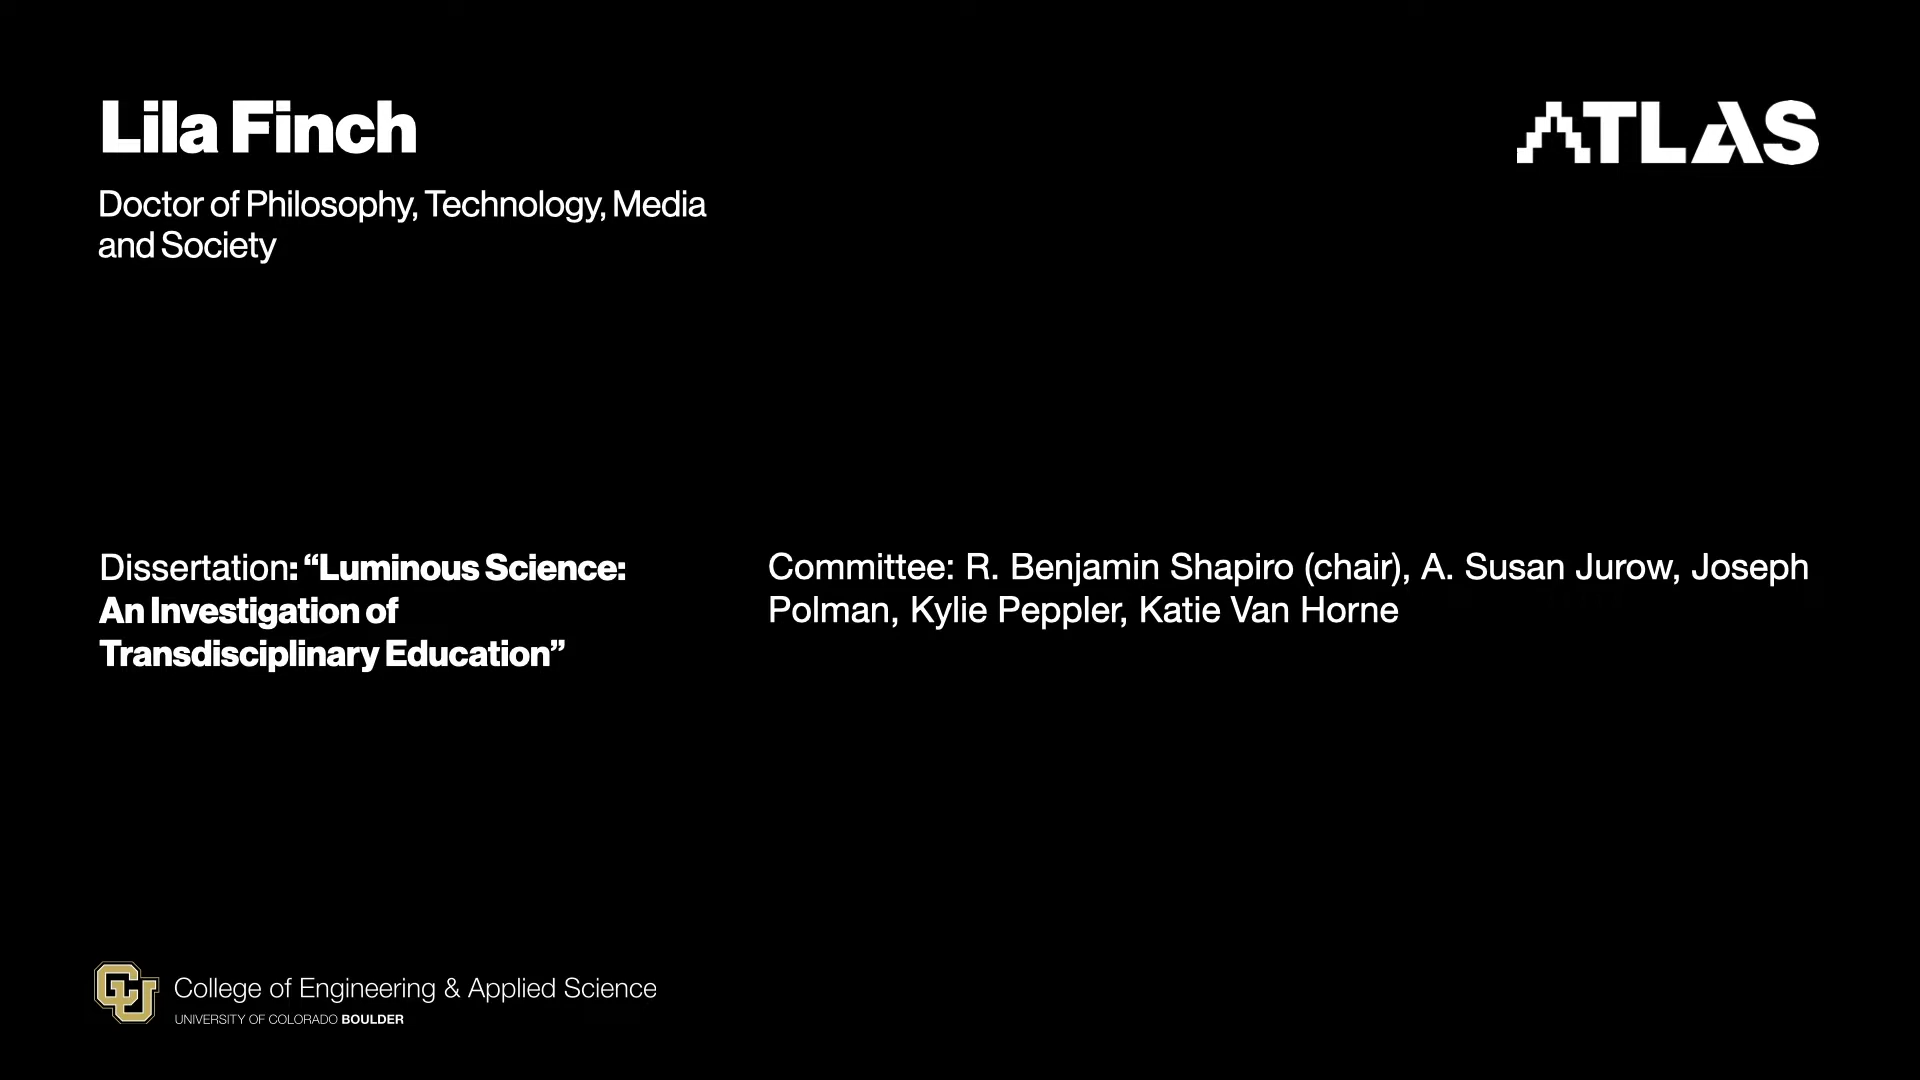 Lila Finch
ATLAS
Doctor of Philosophy, Technology, Media
and Society
Dissertation: “Luminous Science:
An Investigation of
Transdisciplinary Education”
Committee: R. Benjamin Shapiro (chair), A. Susan Jurow, Joseph
Polman, Kylie Peppler, Katie Van Horne
CU
College of Engineering & Applied Science
UNIVERSITY OF COLORADO BOULDER